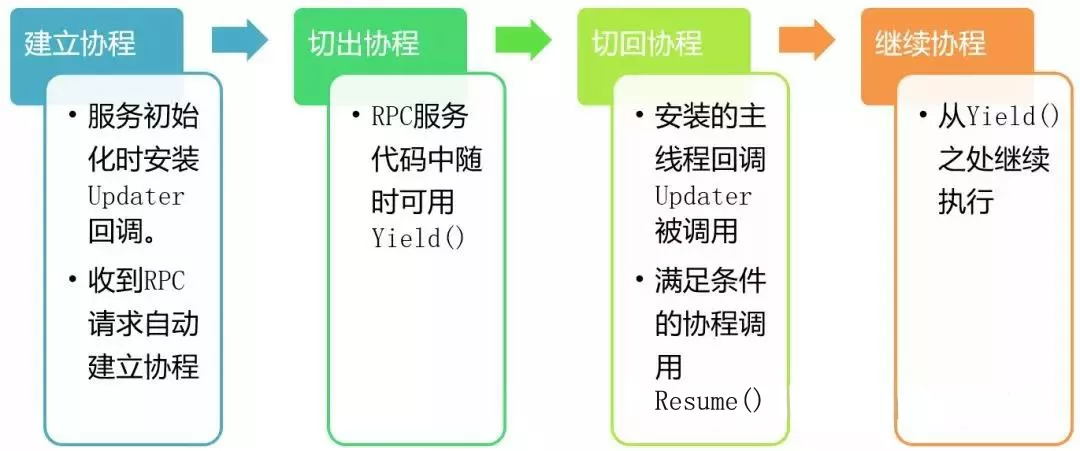 建立协程
• 服务初始
化时安装
Updater
回调。
• 收到RPC
请求自动
建立协程
切出协程
• RPC服务
代码中随
时可用
Yield()
切回协程
• 安装的主
线程回调
Updater
被调用
• 满足条件
的协程调
用
Resume()
继续协程
• 从Yield()
之处继续
执行